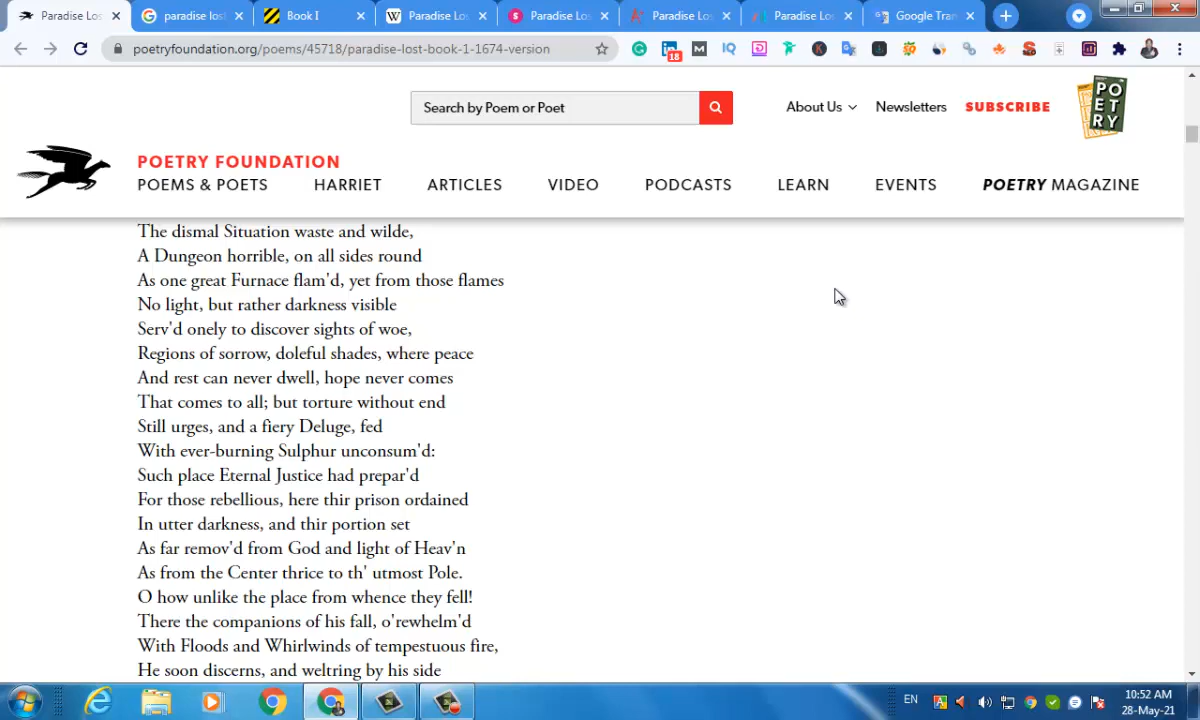 Paradise Los
paradise lost
Book I
Paradise Los
Paradise Los
Paradise Los
Paradise Los
Google Tran
poetryfoundation.org/poems/45718/paradise-lost-book-1-1674-version
18
Search by Poem or Poet
About Us
Newsletters
SUBSCRIBE
PO
ET
RY
POETRY FOUNDATION
POEMS & POETS
HARRIET
ARTICLES
VIDEO
PODCASTS
LEARN
EVENTS
POETRY MAGAZINE
The dismal Situation waste and wilde,
A Dungeon horrible, on all sides round
As one great Furnace flam'd, yet from those flames
No light, but rather darkness visible
Serv'd onely to discover sights of woe,
Regions of sorrow, doleful shades, where peace
And rest can never dwell, hope never comes
That comes to all; but torture without end
Still urges, and a fiery Deluge, fed
With ever-burning Sulphur unconsum'd:
Such place Eternal Justice had prepar'd
For those rebellious, here thir prison ordained
In utter darkness, and thir portion set
As far remov'd from God and light of Heav'n
As from the Center thrice to th' utmost Pole.
O how unlike the place from whence they fell!
There the companions of his fall, o'rewhelm'd
With Floods and Whirlwinds of tempestuous fire,
He soon discerns, and weltring by his side
EN
10:52 AM
28-May-21